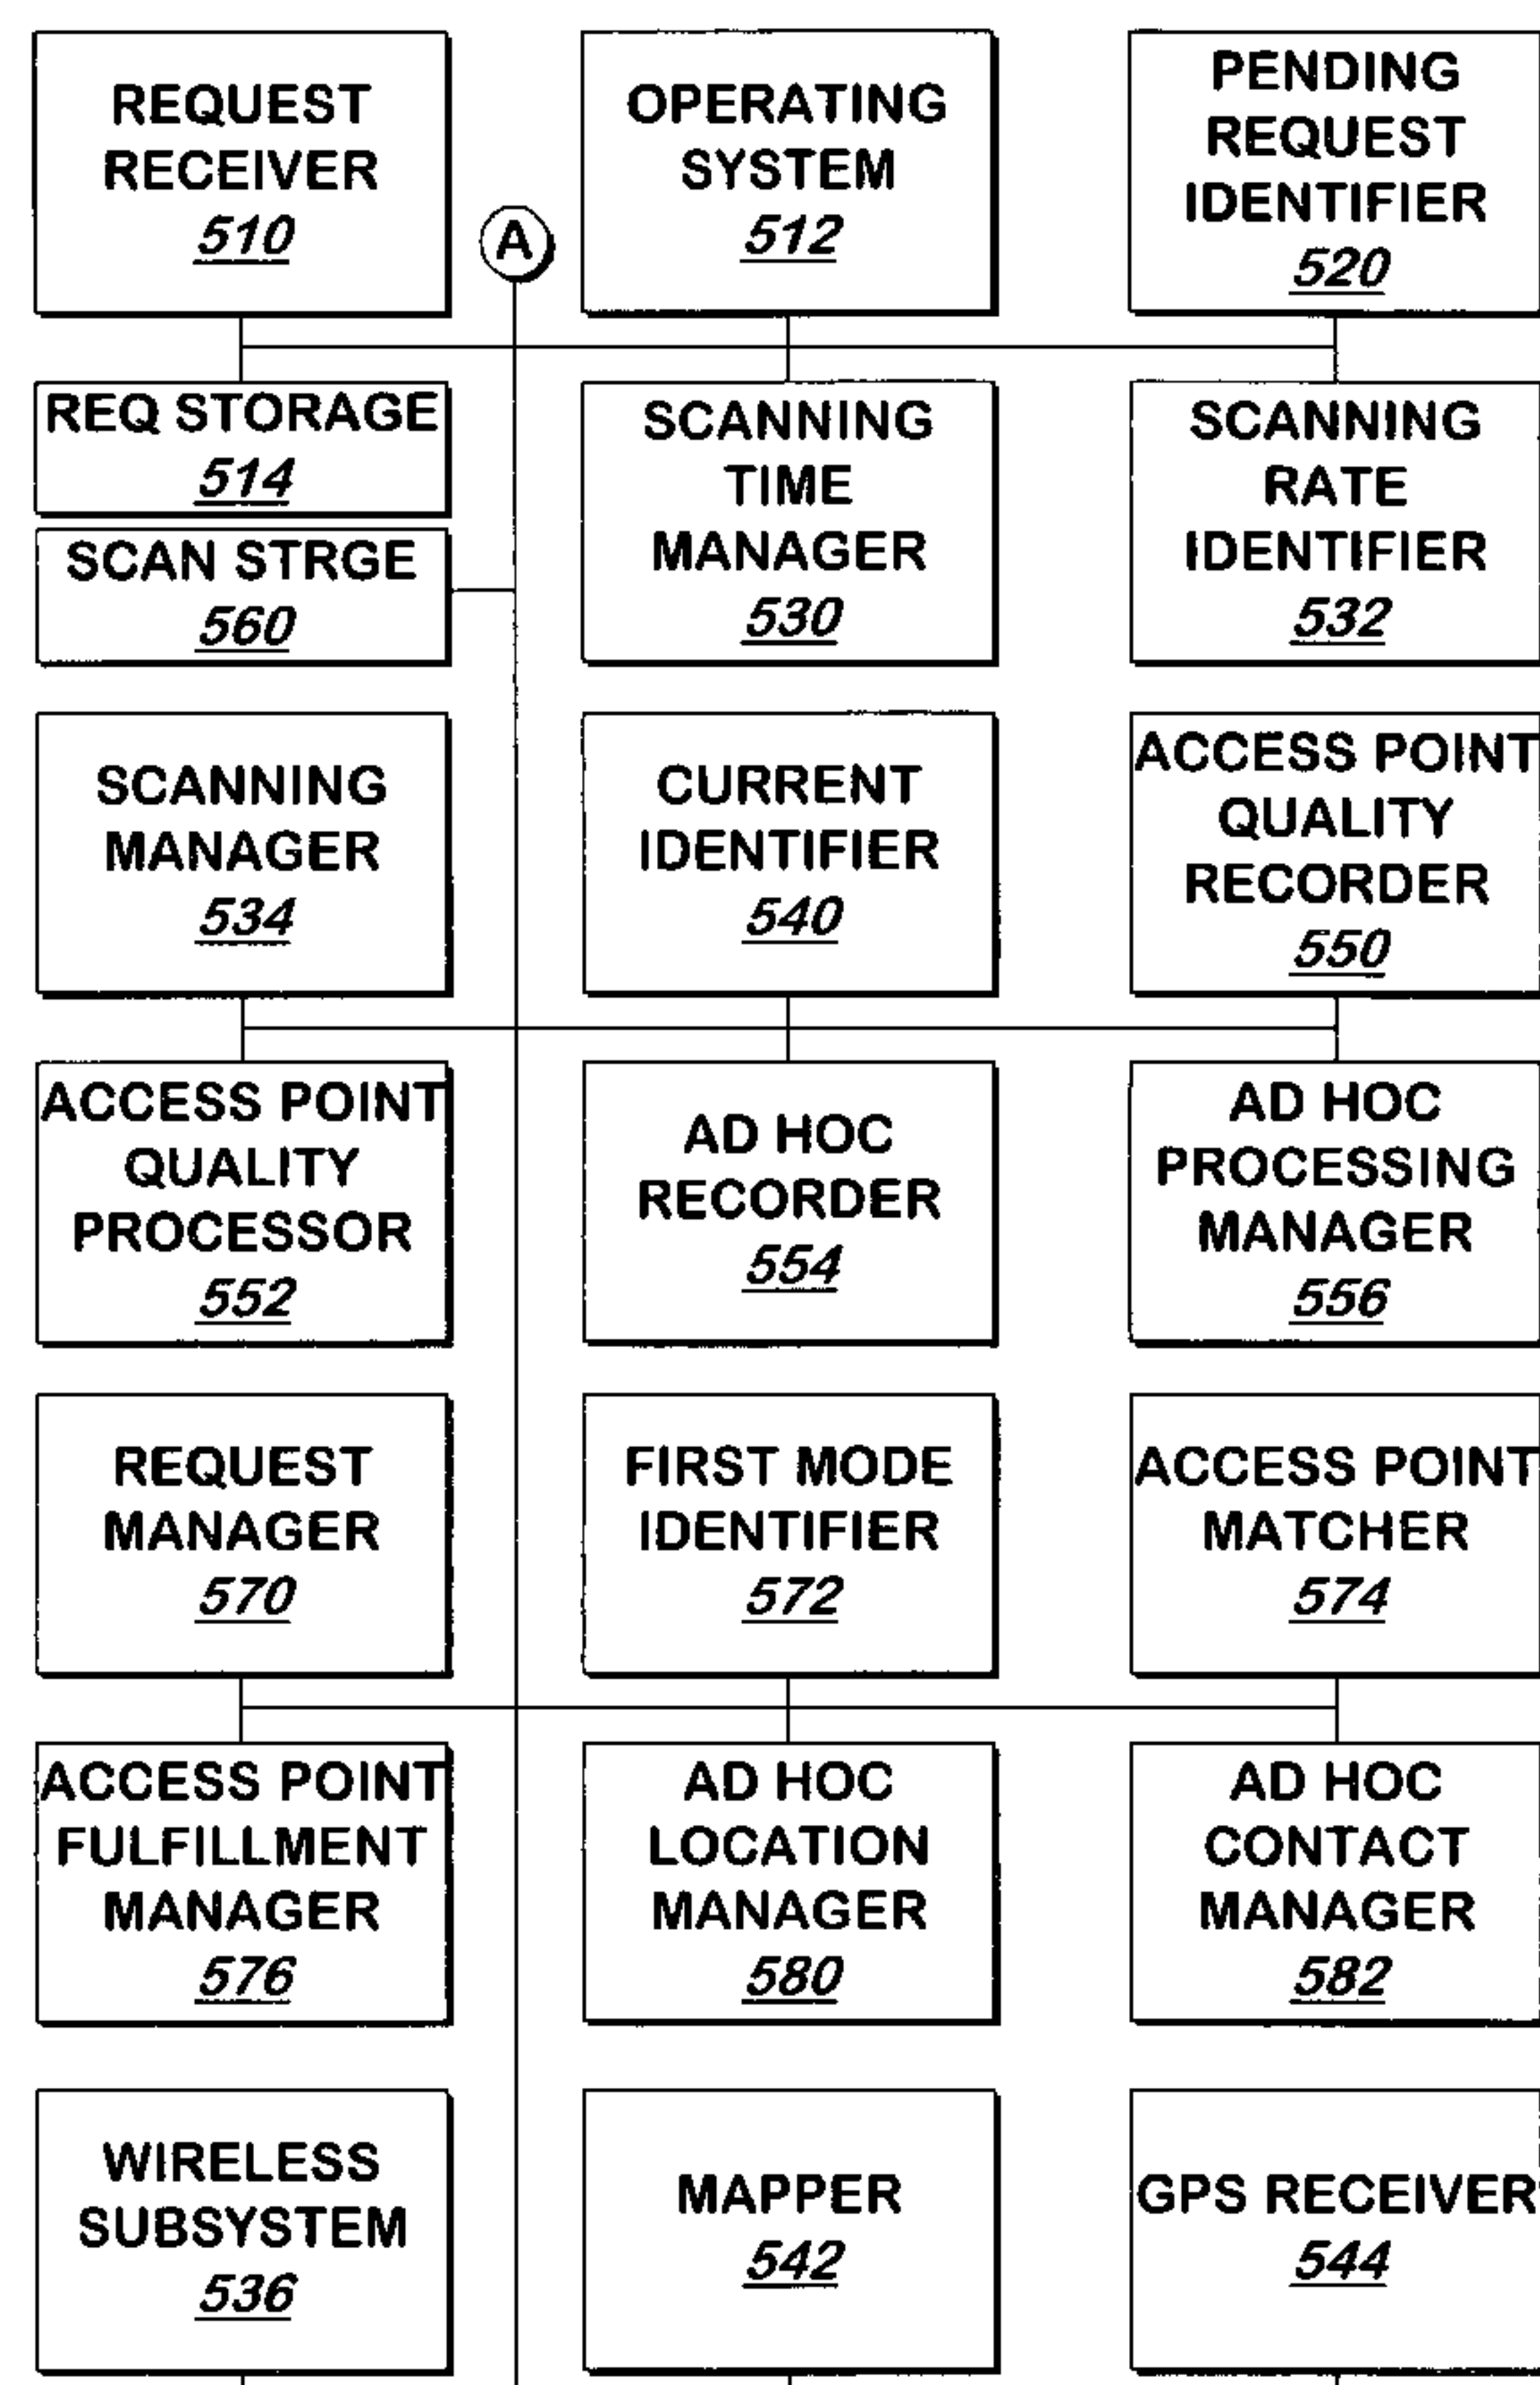 REQUEST
RECEIVER
510
A
OPERATING
SYSTEM
512
PENDING
REQUEST
IDENTIFIER
520
REQ STORAGE
514
SCAN STRGE
560
SCANNING
TIME
MANAGER
530
SCANNING
RATE
IDENTIFIER
532
SCANNING
MANAGER
534
CURRENT
IDENTIFIER
540
ACCESS POINT
QUALITY
RECORDER
550
ACCESS POINT
QUALITY
PROCESSOR
552
AD HOC
RECORDER
554
AD HOC
PROCESSING
MANAGER
556
REQUEST
MANAGER
570
FIRST MODE
IDENTIFIER
572
ACCESS POINT
MATCHER
574
ACCESS POINT
FULFILLMENT
MANAGER
576
AD HOC
LOCATION
MANAGER
580
AD HOC
CONTACT
MANAGER
582
WIRELESS
SUBSYSTEM
536
MAPPER
542
GPS RECEIVER
544